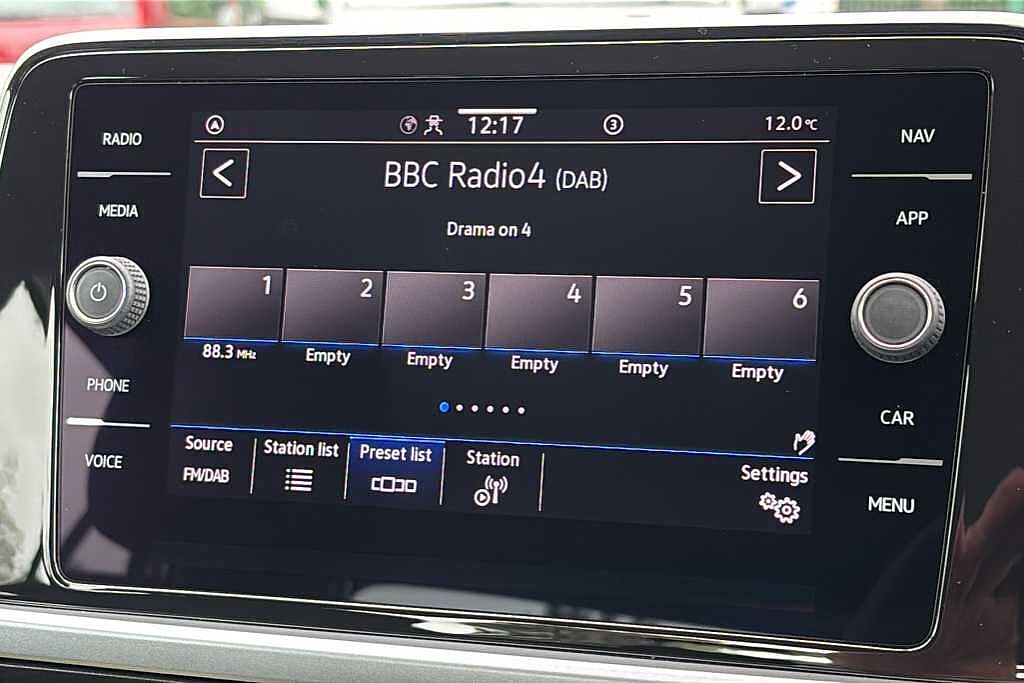 RADIO
MEDIA
PHONE
VOICE
A
12:17
3
12.0°C
< BBC Radio4 (DAB) >
Drama on 4
1 2 3 4 5 6
88.3 MHz Empty Empty Empty Empty Empty
Source Station list Preset list Station Settings
FM/DAB
NAV
APP
CAR
MENU